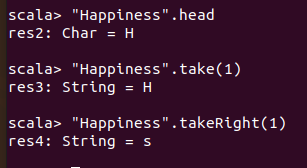 scala> "Happiness".head
res2: Char = H
scala> "Happiness".take(1)
res3: String = H
scala> "Happiness".takeRight(1)
res4: String = s